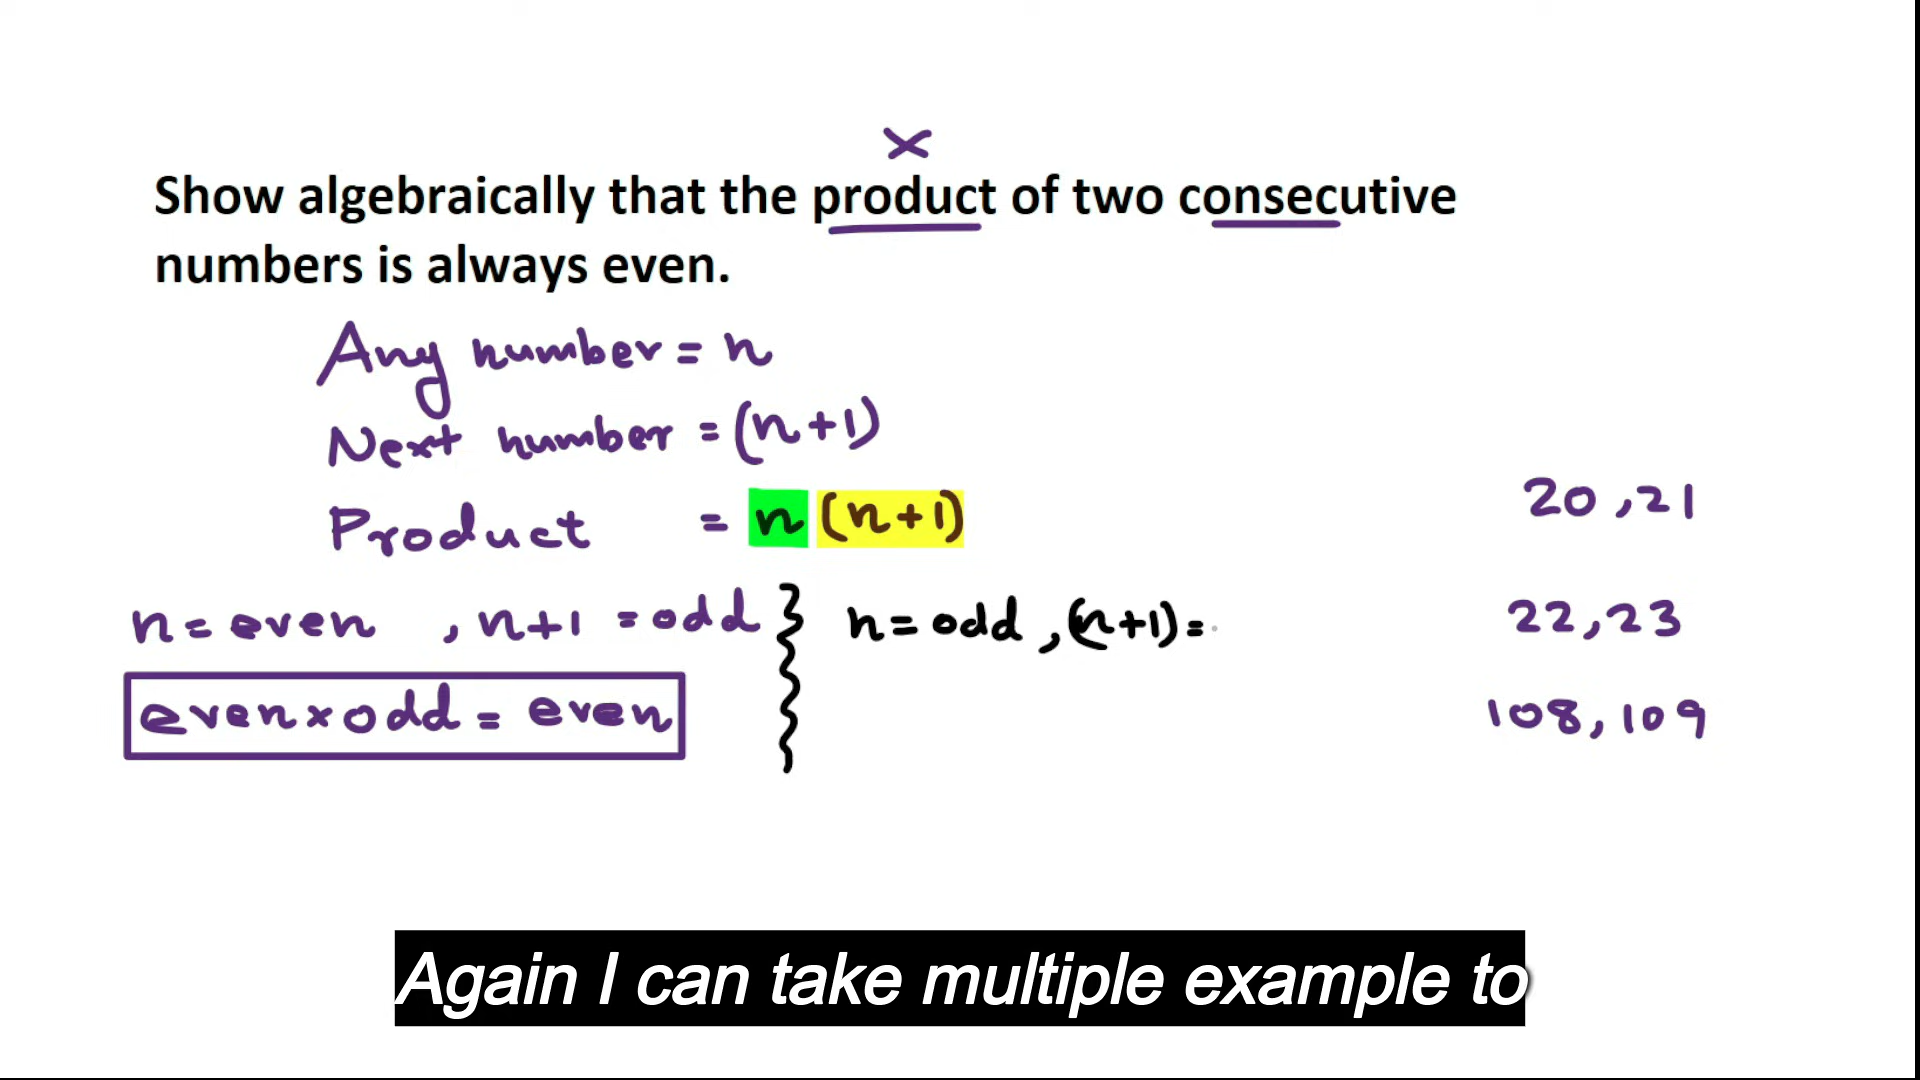 ×
Show algebraically that the product of two consecutive
numbers is always even.
Any number = n
Next number = (n+1)
Product = n (n+1)
20, 21
n = even , n+1 = odd
n = odd , (n+1) =
22, 23
even × odd = even
108, 109
Again I can take multiple example to